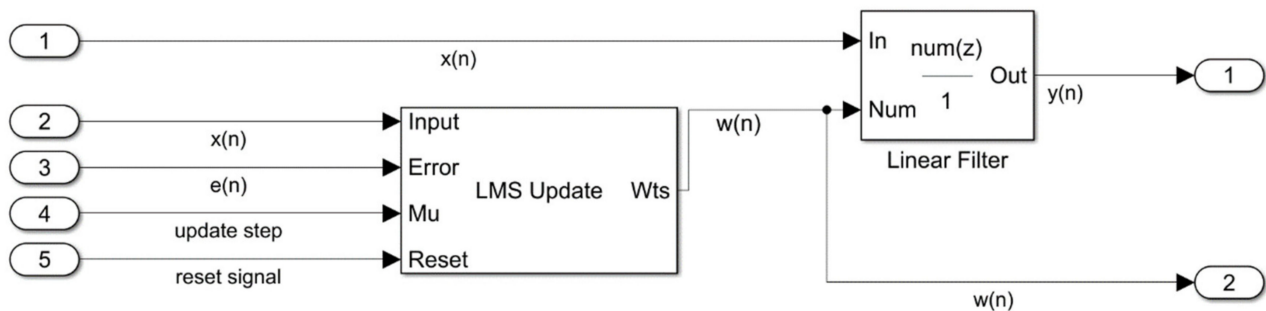 1
x(n)
In
num(z)
1
Out
Num
Linear Filter
y(n)
1
2
x(n)
3
e(n)
4
update step
5
reset signal
Input
Error
LMS Update
Wts
Mu
Reset
w(n)
w(n)
2